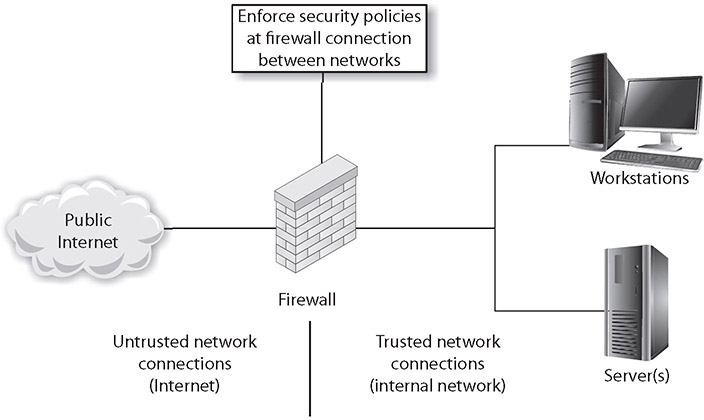 Enforce security policies
at firewall connection
between networks
Public
Internet
Firewall
Workstations
Server(s)
Untrusted network
connections
(Internet)
Trusted network
connections
(internal network)